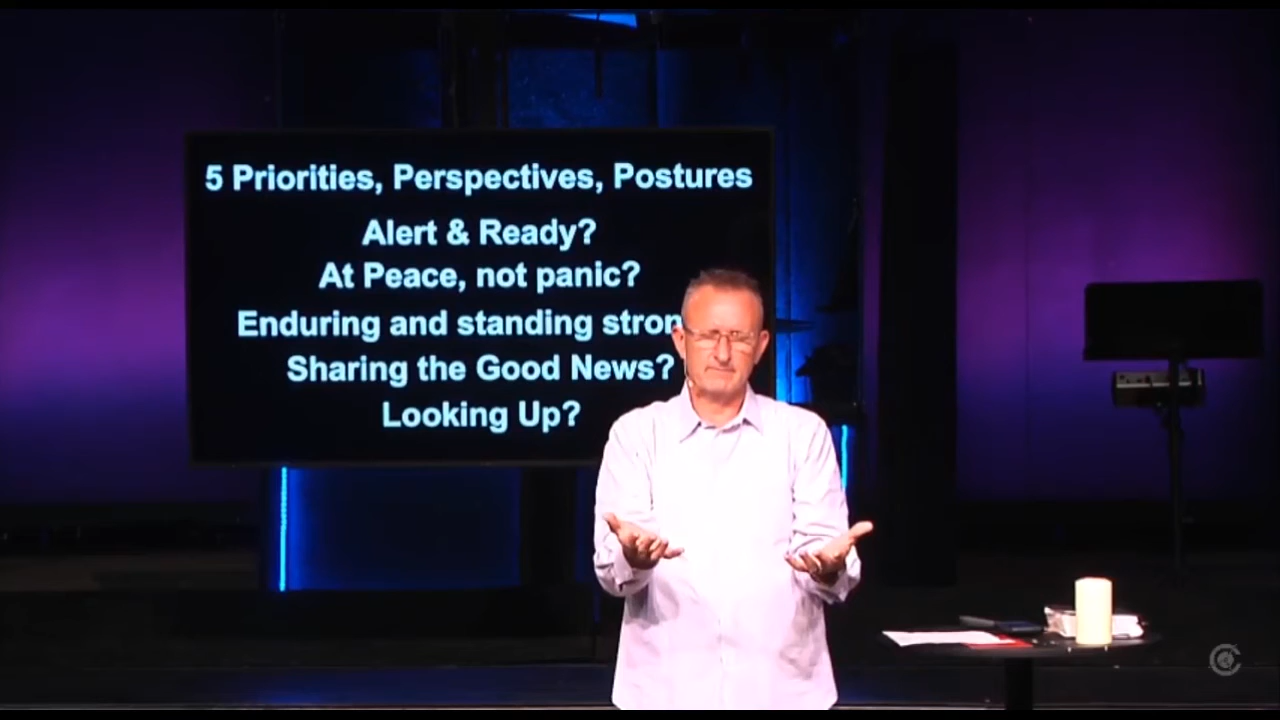 5 Priorities, Perspectives, Postures
Alert & Ready?
At Peace, not panic?
Enduring and standing stron
Sharing the Good News?
Looking Up?